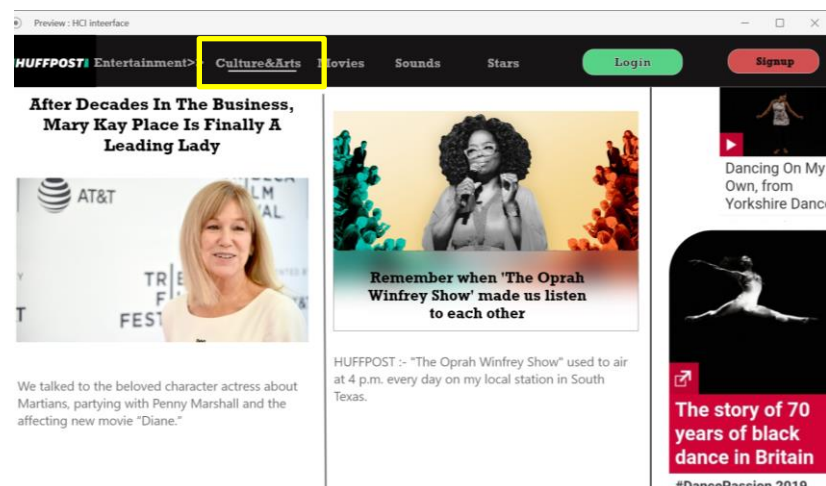 Preview : HCI inteerface
HUFFPOST Entertainment>> Culture&Arts Movies Sounds Stars Login Signup
After Decades In The Business,
Mary Kay Place Is Finally A
Leading Lady
AT&T
FEST
We talked to the beloved character actress about
Martians, partying with Penny Marshall and the
affecting new movie “Diane.”
Remember when 'The Oprah
Winfrey Show' made us listen
to each other
HUFFPOST :- "The Oprah Winfrey Show" used to air
at 4 p.m. every day on my local station in South
Texas.
Dancing On My
Own, from
Yorkshire Dance
The story of 70
years of black
dance in Britain
#DancePassion 2019